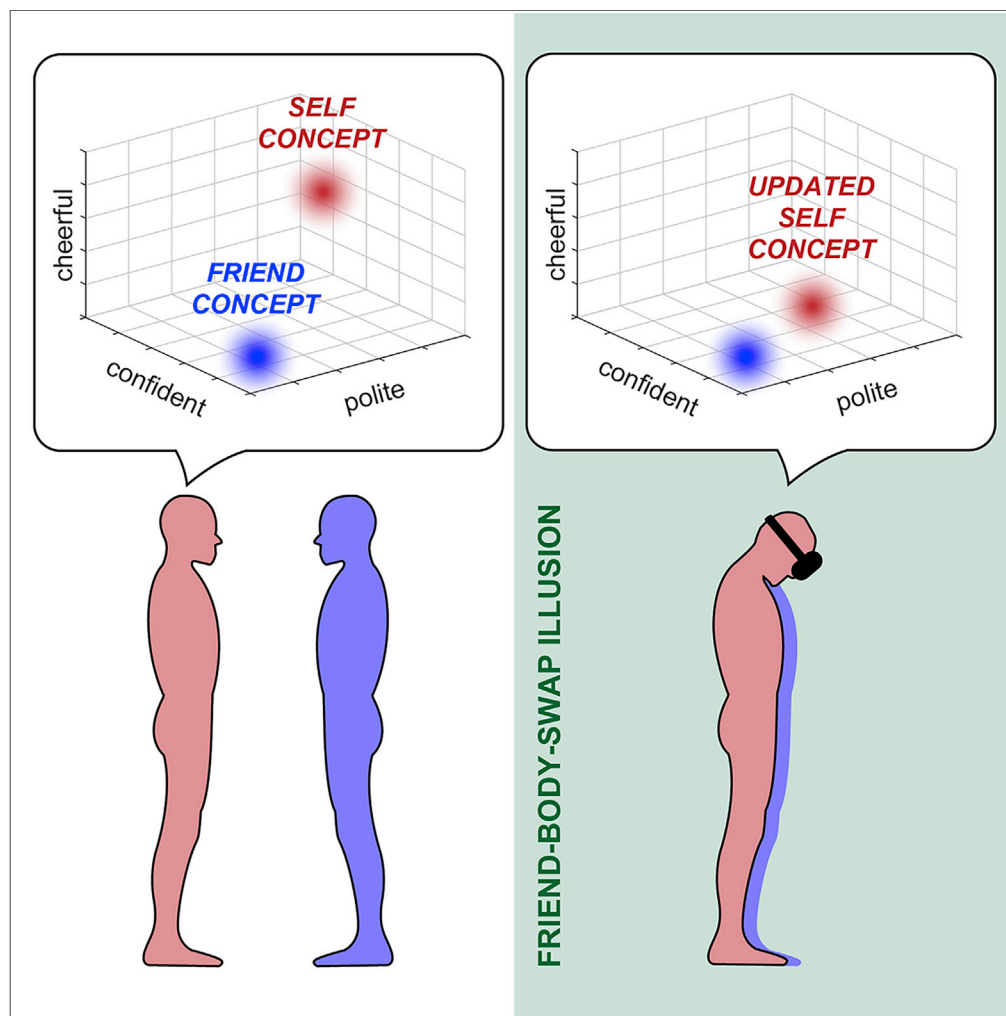 SELF
CONCEPT
FRIEND
CONCEPT
cheerful
confident
polite
UPDATED
SELF
CONCEPT
cheerful
confident
polite
FRIEND-BODY-SWAP ILLUSION